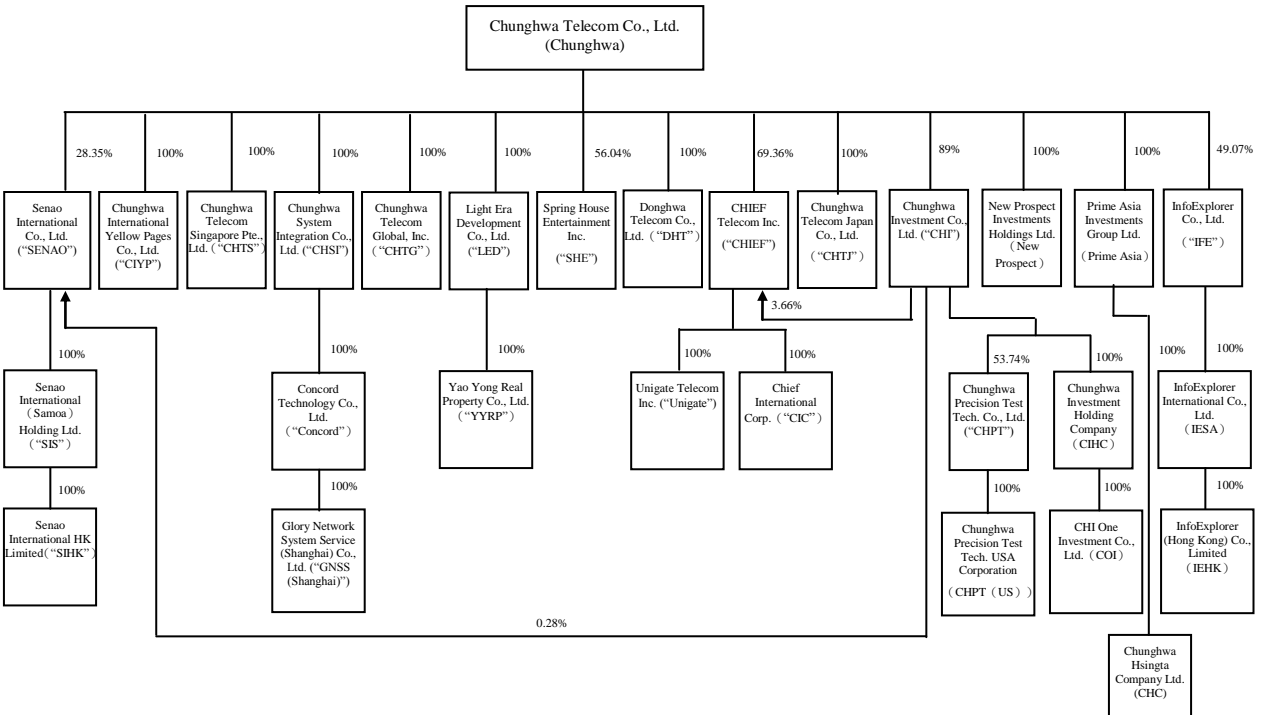 Chunghwa Telecom Co., Ltd.
(Chunghwa)
28.35%
100%
100%
100%
100%
100%
56.04%
100%
69.36%
100%
89%
100%
100%
49.07%
Senao
International
Co., Ltd.
("SENAO")
Chunghwa
International
Yellow Pages
Co., Ltd.
("CIYP")
Chunghwa
Telecom
Singapore Pte.,
Ltd. ("CHTS")
Chunghwa
System
Integration Co.,
Ltd. ("CHSI")
Chunghwa
Telecom
Global, Inc.
("CHTG")
Light Era
Development
Co., Ltd.
("LED")
Spring House
Entertainment
Inc.
("SHE")
Donghwa
Telecom Co.,
Ltd. ("DHT")
CHIEF
Telecom Inc.
("CHIEF")
Chunghwa
Telecom Japan
Co., Ltd.
(“CHTJ”)
Chunghwa
Investment Co.,
Ltd. ("CHI")
New Prospect
Investments
Holdings Ltd.
(New
Prospect)
Prime Asia
Investments
Group Ltd.
(Prime Asia)
InfoExplorer
Co., Ltd.
(“IFE”)
3.66%
100%
100%
100%
100%
100%
53.74%
100%
100%
100%
Senao
International
(Samoa)
Holding Ltd.
(“SIS”)
Concord
Technology Co.,
Ltd.
(“Concord”)
Yao Yong Real
Property Co., Ltd.
("YYRP")
Unigate Telecom
Inc. ("Unigate")
Chief
International
Corp. (“CIC”)
Chunghwa
Precision Test
Tech. Co., Ltd.
("CHPT")
Chunghwa
Investment
Holding
Company
(CIHC)
InfoExplorer
International Co.,
Ltd.
(IESA)
100%
100%
100%
100%
100%
Senao
International HK
Limited(“SIHK”)
Glory Network
System Service
(Shanghai) Co.,
Ltd. ("GNSS
(Shanghai)")
Chunghwa
Precision Test
Tech. USA
Corporation
(CHPT(US))
CHI One
Investment Co.,
Ltd. (COI)
InfoExplorer
(Hong Kong) Co.,
Limited
(IEHK)
0.28%
Chunghwa
Hsingta
Company Ltd.
(CHC)